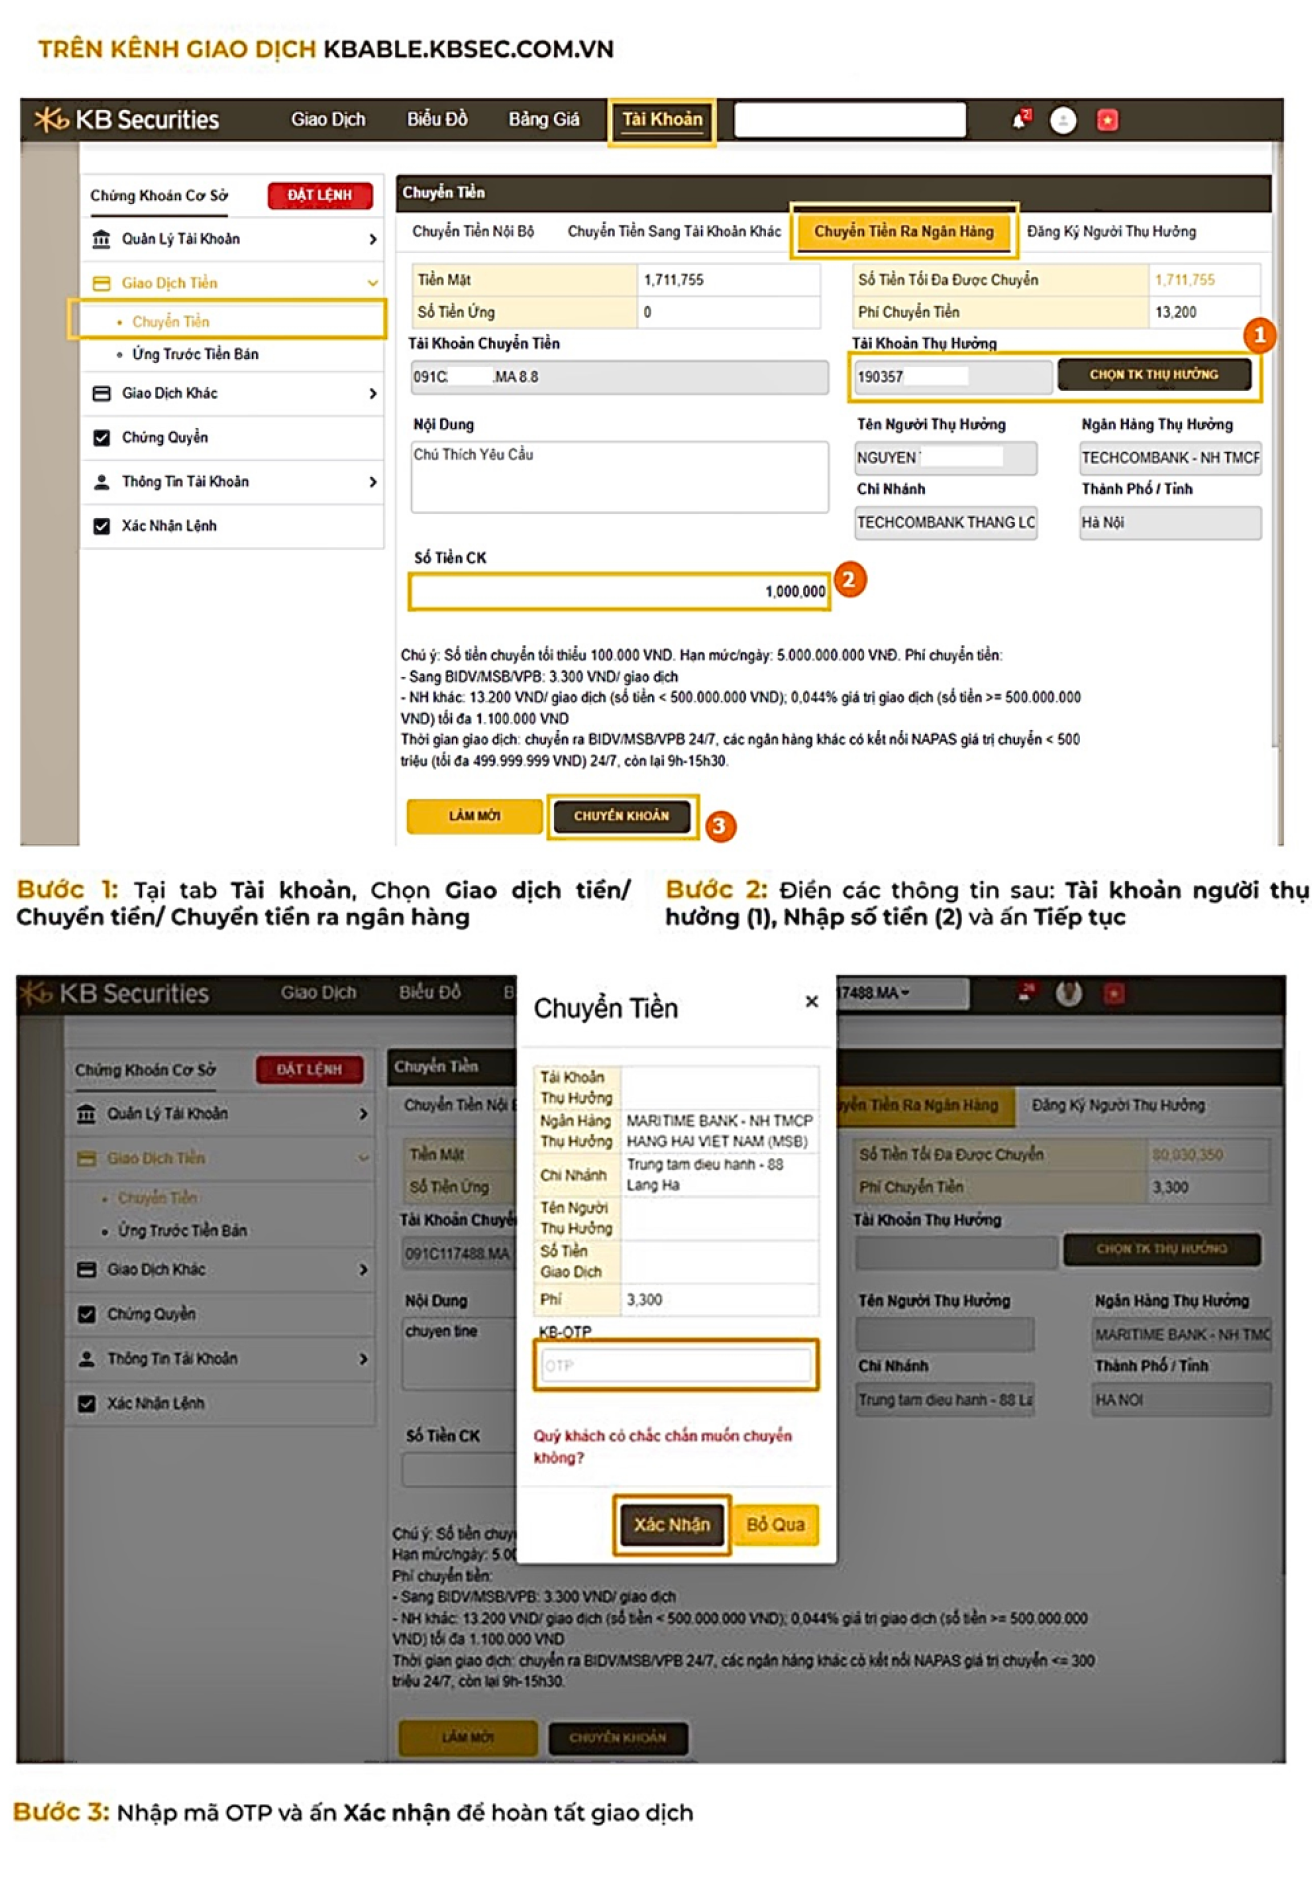 TRÊN KÊNH GIAO DỊCH KBABLE.KBSEC.COM.VN
KB Securities
Giao Dịch
Biểu Đồ
Bảng Giá
Tài Khoản
2
Chứng Khoán Cơ Sở
ĐẶT LỆNH
Quản Lý Tài Khoản
Giao Dịch Tiền
Chuyển Tiền
Ứng Trước Tiền Bán
Giao Dịch Khác
Chứng Quyền
Thông Tin Tài Khoản
Xác Nhận Lệnh
Chuyển Tiền
Chuyển Tiền Nội Bộ
Chuyển Tiền Sang Tài Khoản Khác
Chuyển Tiền Ra Ngân Hàng
Đăng Ký Người Thụ Hưởng
Tiền Mặt 1,711,755
Số Tiền Ứng 0
Số Tiền Tối Đa Được Chuyển 1,711,755
Phí Chuyển Tiền 13,200
Tài Khoản Chuyển Tiền
091C .MA 8.8
Tài Khoản Thụ Hưởng
1
190357
CHỌN TK THỤ HƯỞNG
Nội Dung
Chú Thích Yêu Cầu
Tên Người Thụ Hưởng
Ngân Hàng Thụ Hưởng
NGUYEN
TECHCOMBANK - NH TMCP
Chi Nhánh
Thành Phố / Tỉnh
TECHCOMBANK THANG LO
Hà Nội
Số Tiền CK
1,000,000
2
Chú ý: Số tiền chuyển tối thiểu 100.000 VND. Hạn mức/ngày: 5.000.000.000 VNĐ. Phí chuyển tiền:
- Sang BIDV/MSB/VPB: 3.300 VND/ giao dịch
- NH khác: 13.200 VND/ giao dịch (số tiền < 500.000.000 VND); 0,044% giá trị giao dịch (số tiền >= 500.000.000
VND) tối đa 1.100.000 VND
Thời gian giao dịch: chuyển ra BIDV/MSB/VPB 24/7, các ngân hàng khác có kết nối NAPAS giá trị chuyển < 500
triệu (tối đa 499.999.999 VND) 24/7, còn lại 9h-15h30.
LÀM MỚI
CHUYỂN KHOẢN
3
Bước 1: Tại tab Tài khoản, Chọn Giao dịch tiền/
Chuyển tiền/ Chuyển tiền ra ngân hàng
Bước 2: Điền các thông tin sau: Tài khoản người thụ
hưởng (1), Nhập số tiền (2) và ấn Tiếp tục
KB Securities
Giao Dịch
Biểu Đồ
B
17488.MA
26
Chứng Khoán Cơ Sở
ĐẶT LỆNH
Quản Lý Tài Khoản
Giao Dịch Tiền
Chuyển Tiền
Ứng Trước Tiền Bán
Giao Dịch Khác
Chứng Quyền
Thông Tin Tài Khoản
Xác Nhận Lệnh
Chuyển Tiền
Chuyển Tiền Nội B
yển Tiền Ra Ngân Hàng
Đăng Ký Người Thụ Hưởng
Tiền Mặt
Số Tiền Ứng
Số Tiền Tối Đa Được Chuyển 80,030,350
Phí Chuyển Tiền 3,300
Tài Khoản Chuyể
091C117488.MA
Tài Khoản Thụ Hưởng
CHỌN TK THỤ HƯỞNG
Nội Dung
chuyen tine
Tên Người Thụ Hưởng
Ngân Hàng Thụ Hưởng
MARITIME BANK - NH TMC
Chi Nhánh
Thành Phố / Tỉnh
Trung tam dieu hanh - 88 La
HA NOI
Số Tiền CK
Chuyển Tiền
×
Tài Khoản
Thụ Hưởng
Ngân Hàng MARITIME BANK - NH TMCP
Thụ Hưởng HANG HAI VIET NAM (MSB)
Chi Nhánh Trung tam dieu hanh - 88
Lang Ha
Tên Người
Thụ Hưởng
Số Tiền
Giao Dịch
Phí 3,300
KB-OTP
OTP
Quý khách có chắc chắn muốn chuyển
không?
Xác Nhận
Bỏ Qua
Chú ý: Số tiền chuy
Hạn mức/ngày: 5.00
Phí chuyển tiền:
- Sang BIDV/MSB/VPB: 3.300 VND/ giao dịch
- NH khác: 13.200 VND/ giao dịch (số tiền < 500.000.000 VND); 0,044% giá trị giao dịch (số tiền >= 500.000.000
VND) tối đa 1.100.000 VND
Thời gian giao dịch: chuyển ra BIDV/MSB/VPB 24/7, các ngân hàng khác có kết nối NAPAS giá trị chuyển <= 300
triệu 24/7, còn lại 9h-15h30.
LÀM MỚI
CHUYỂN KHOẢN
Bước 3: Nhập mã OTP và ấn Xác nhận để hoàn tất giao dịch